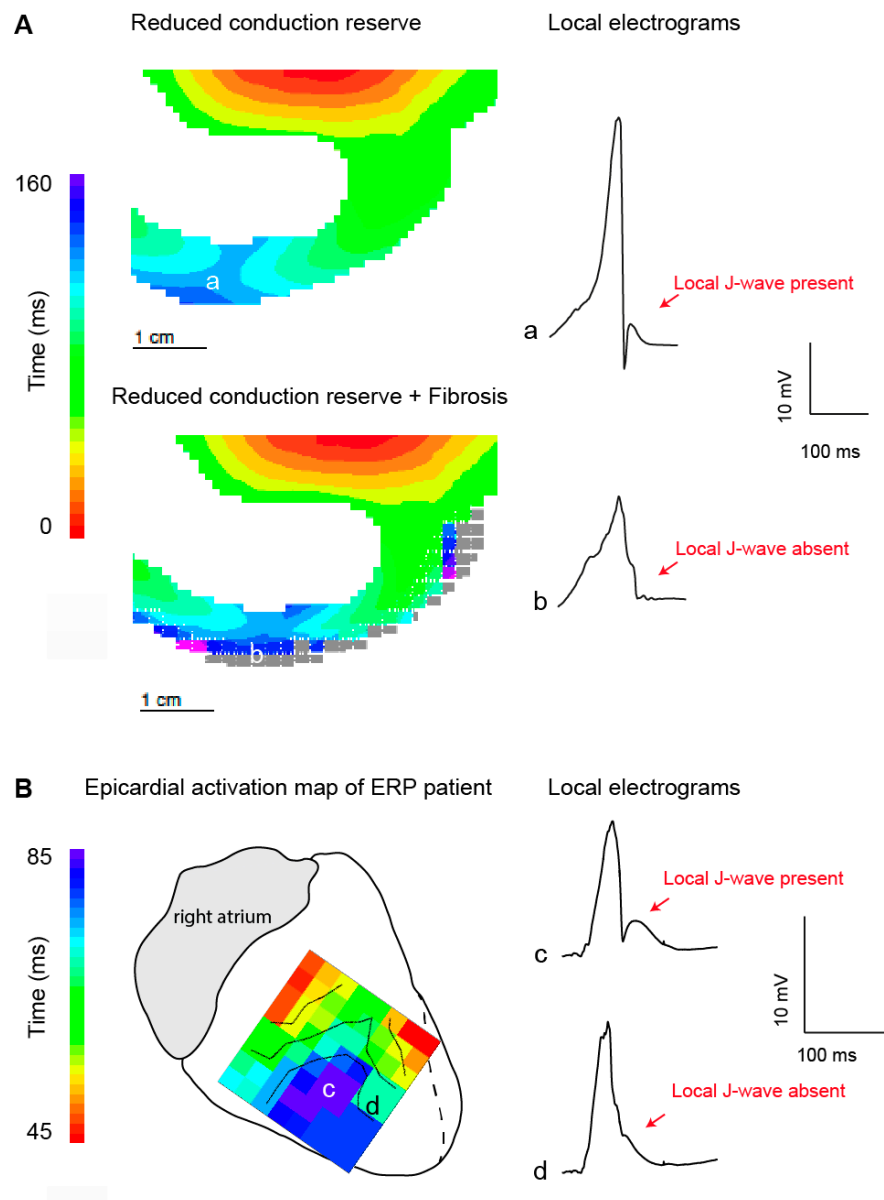 A
Reduced conduction reserve
Local electrograms
160
Time (ms)
0
a
1 cm
a
Local J-wave present
10 mV
100 ms
Reduced conduction reserve + Fibrosis
b
1 cm
b
Local J-wave absent
B
Epicardial activation map of ERP patient
Local electrograms
85
Time (ms)
45
right atrium
c
d
c
Local J-wave present
10 mV
100 ms
d
Local J-wave absent